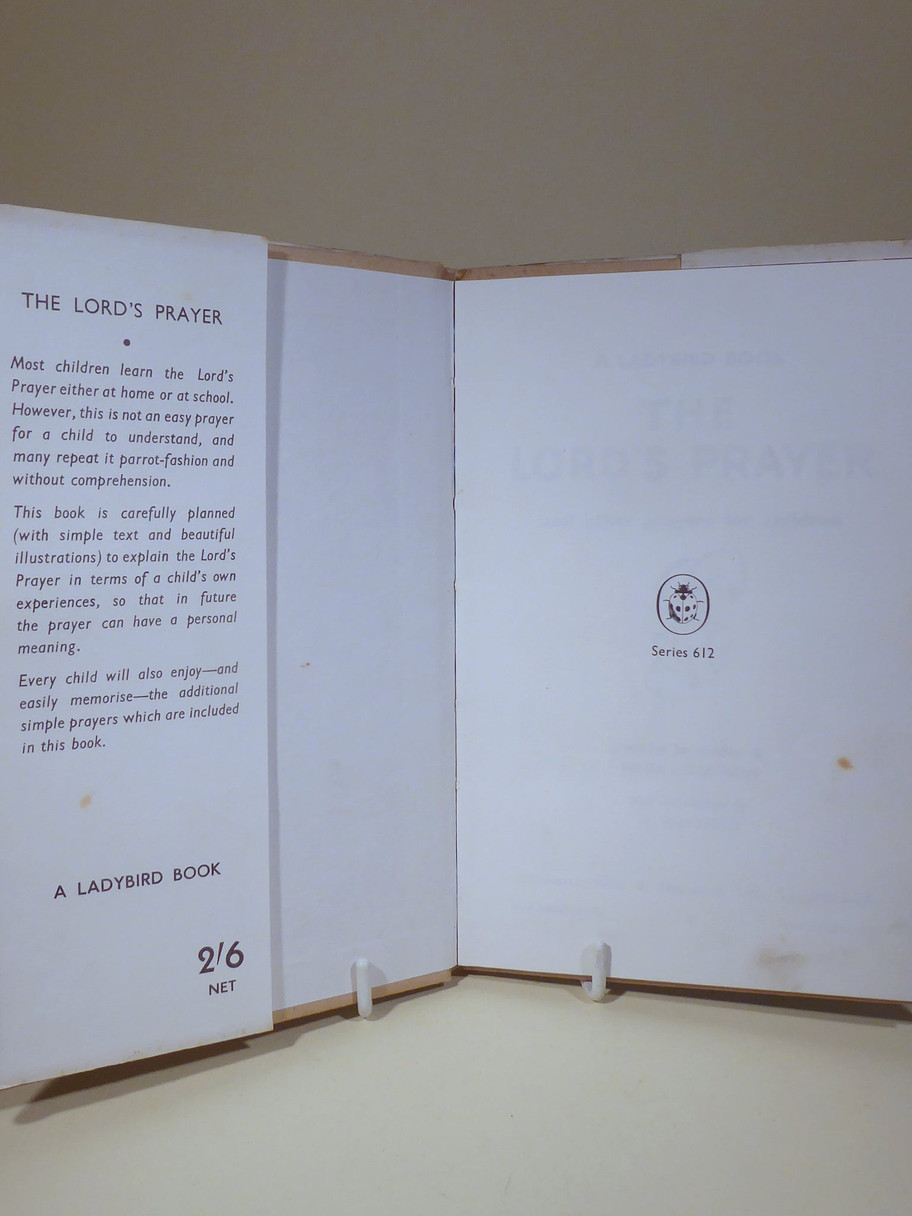 THE LORD'S PRAYER
Most children learn the Lord's
Prayer either at home or at school.
However, this is not an easy prayer
for a child to understand, and
many repeat it parrot-fashion and
without comprehension.
This book is carefully planned
(with simple text and beautiful
illustrations) to explain the Lord's
Prayer in terms of a child's own
experiences, so that in future
the prayer can have a personal
meaning.
Every child will also enjoy—and
easily memorise—the additional
simple prayers which are included
in this book.
A LADYBIRD BOOK
2/6
NET
THE
LORD'S PRAYER
Series 612